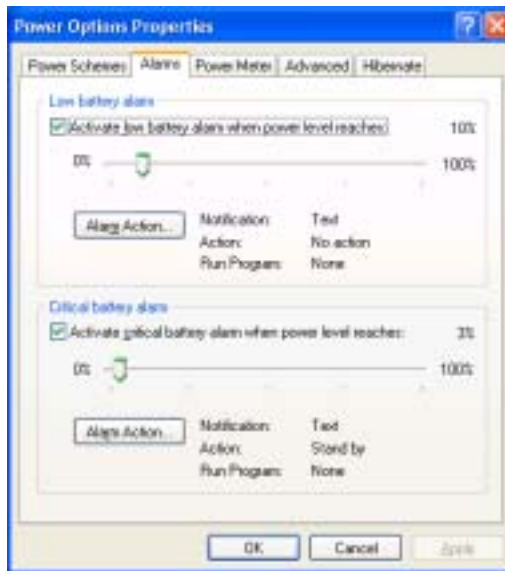 Power Options Properties
Power Schemes Alarms Power Meter Advanced Hibernate
Low battery alarm
Activate low battery alarm when power level reaches: 10%
0% 100%
Alarm Action... Notification: Text
Action: No action
Run Program: None
Critical battery alarm
Activate critical battery alarm when power level reaches: 3%
0% 100%
Alarm Action... Notification: Text
Action: Stand by
Run Program: None
OK Cancel Apply